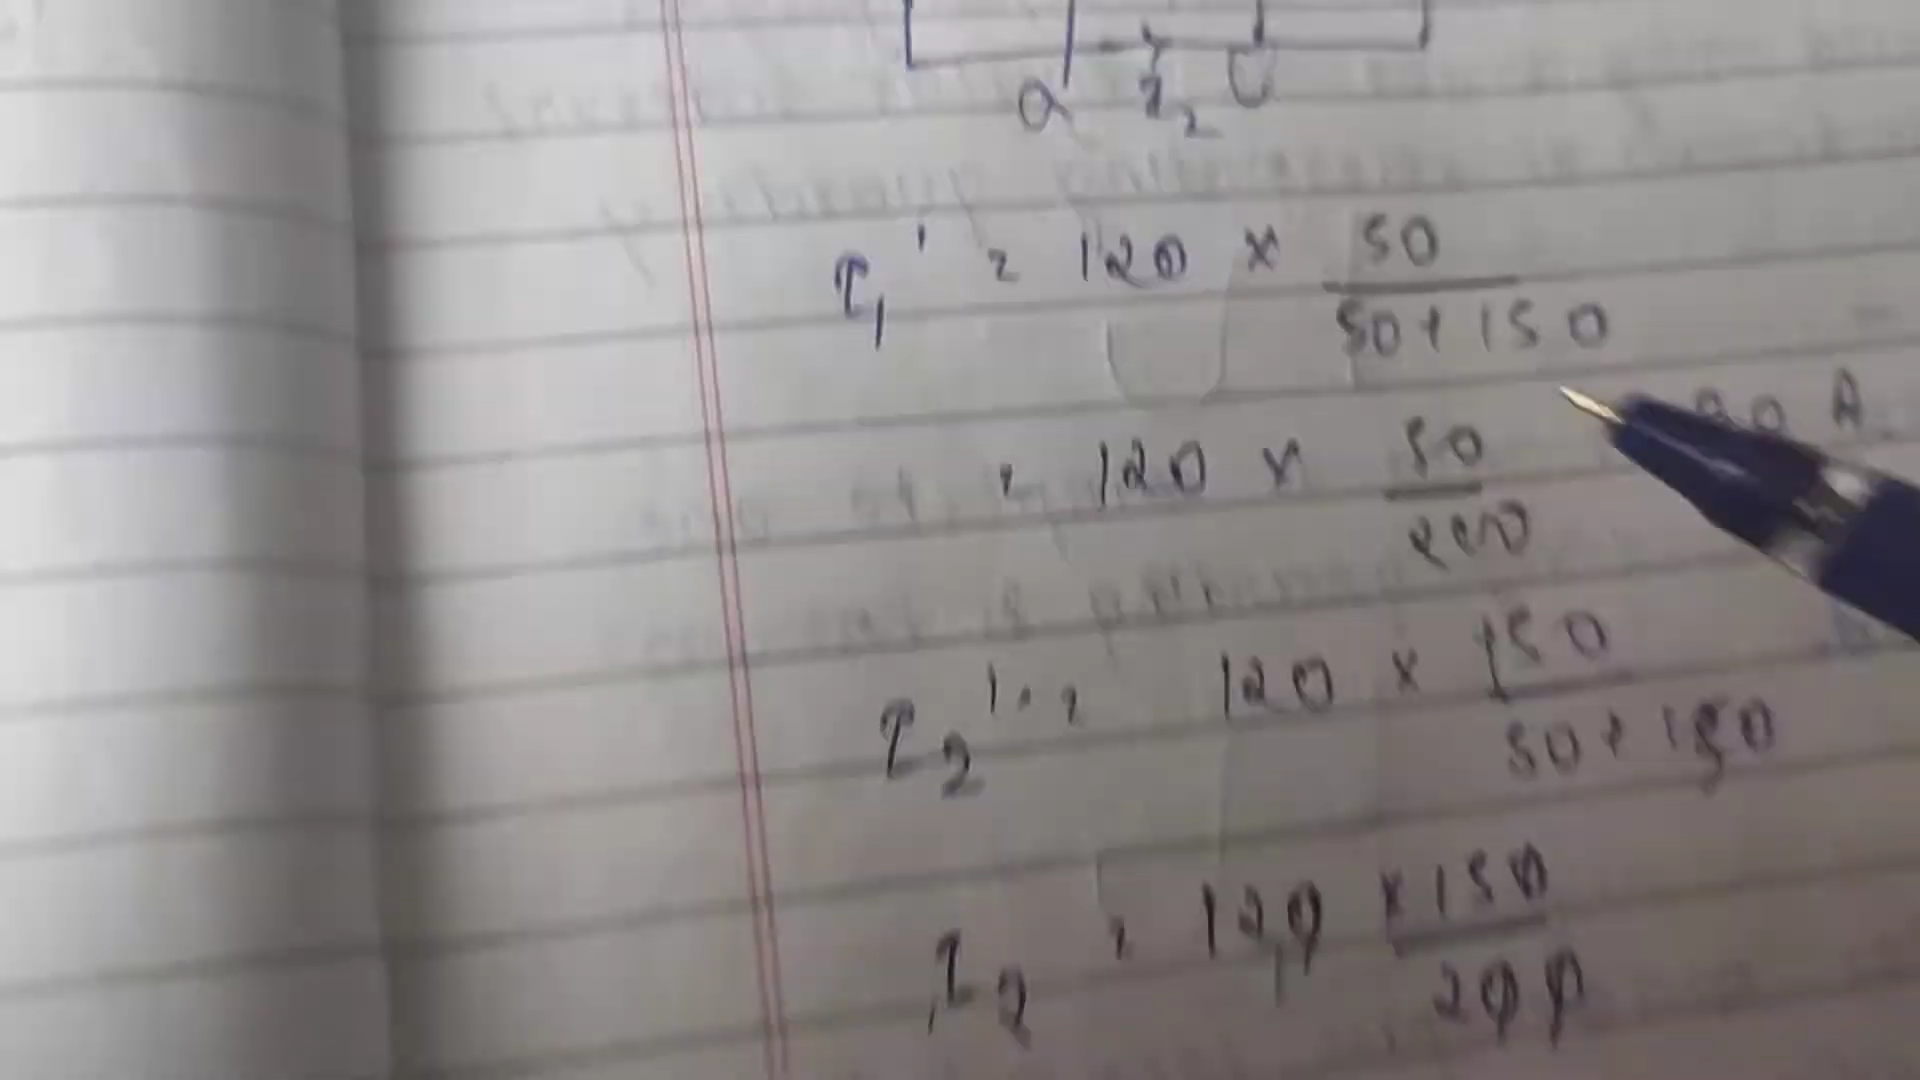 a I2
I1' = 120 x 50
50 + 150
= 120 x 50
200
I2' = 120 x 150
50 + 150
I2 = 120 x 150
200